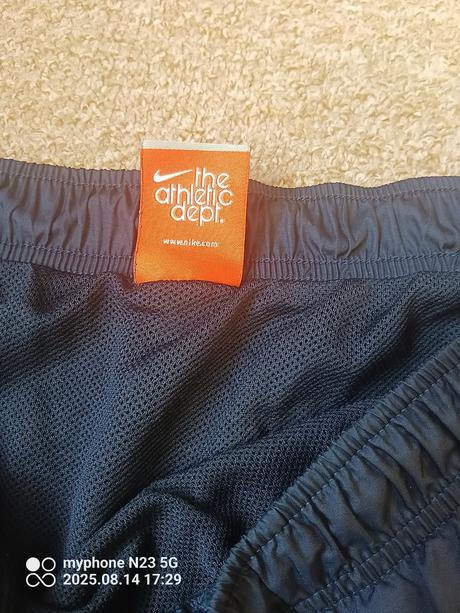 the
athletic
dept.
www.nike.com
myphone N23 5G
2025.08.14 17:29